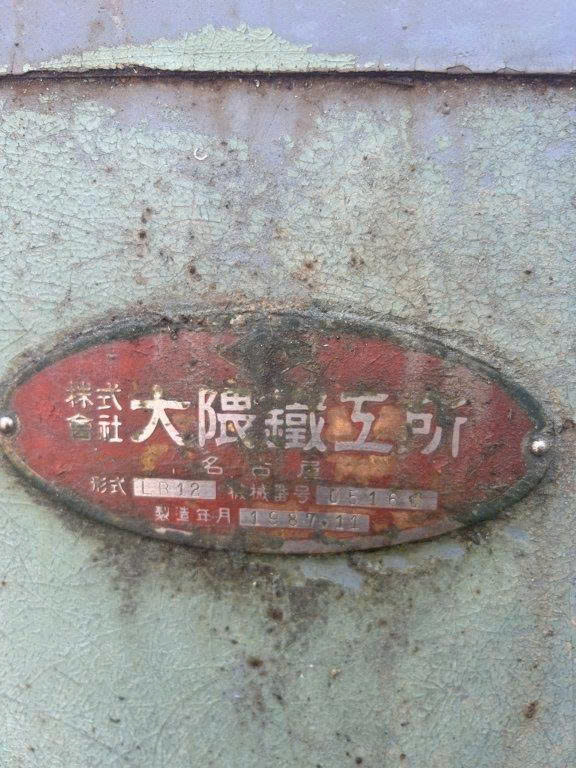 株式會社 大隈鐵工所
名古屋
形式 LR12 機械番号
製造年月 1987.11